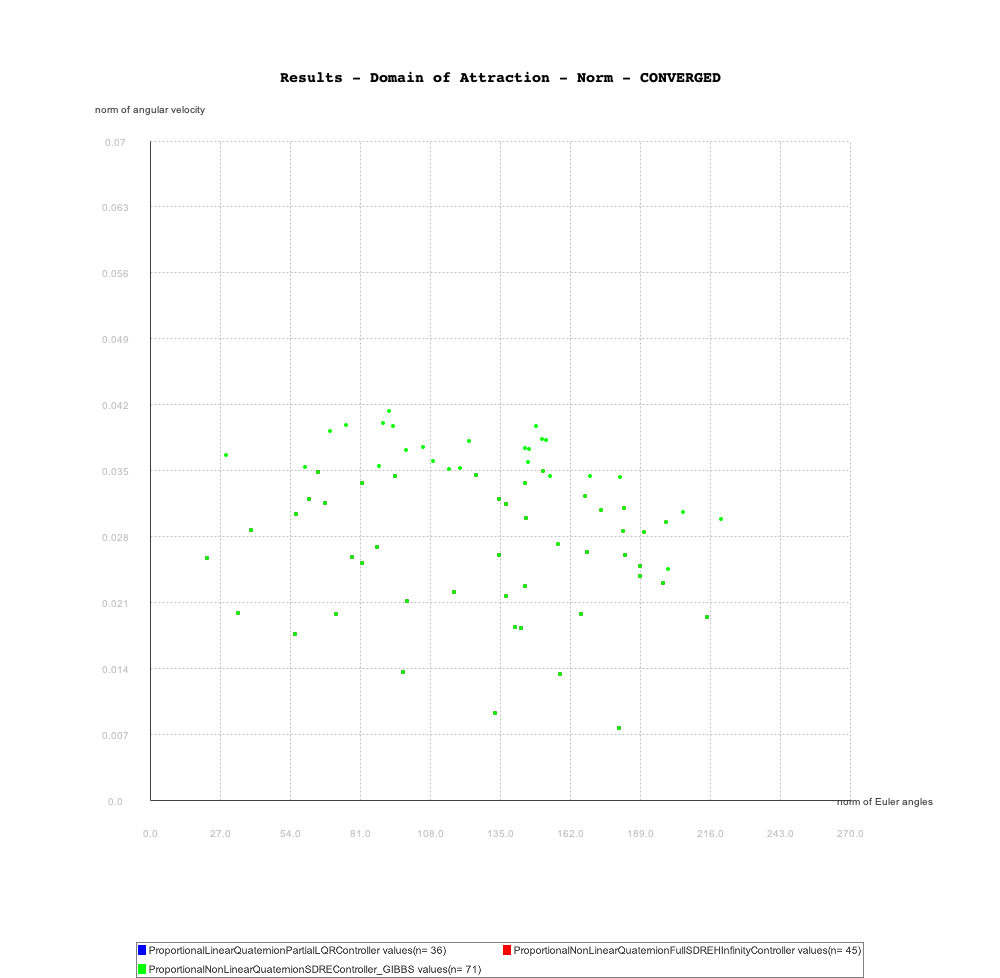 Results - Domain of Attraction - Norm - CONVERGED
norm of angular velocity
0.07
0.063
0.056
0.049
0.042
0.035
0.028
0.021
0.014
0.007
0.0
norm of Euler angles
0.0 27.0 54.0 81.0 108.0 135.0 162.0 189.0 216.0 243.0 270.0
ProportionalLinearQuaternionPartialLQRController values(n= 36) ProportionalNonLinearQuaternionFullSDREHInfinityController values(n= 45)
ProportionalNonLinearQuaternionSDREController_GIBBS values(n= 71)